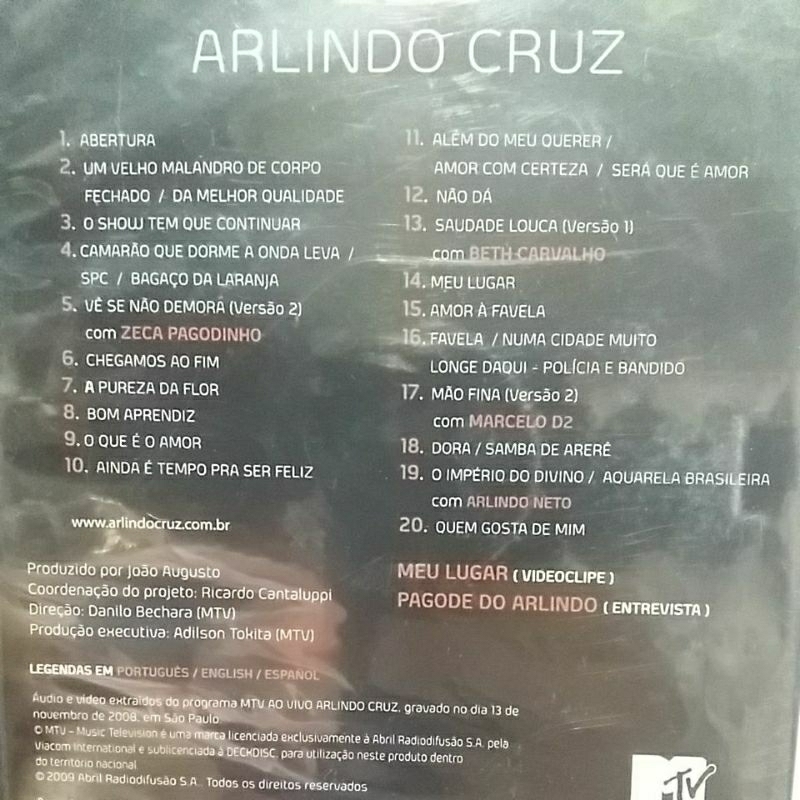 ARLINDO CRUZ
1. ABERTURA
2. UM VELHO MALANDRO DE CORPO
FECHADO / DA MELHOR QUALIDADE
3. O SHOW TEM QUE CONTINUAR
4. CAMARÃO QUE DORME A ONDA LEVA /
SPC / BAGAÇO DA LARANJA
5. VÊ SE NÃO DEMORA (Versão 2)
com ZECA PAGODINHO
6. CHEGAMOS AO FIM
7. A PUREZA DA FLOR
8. BOM APRENDIZ
9. O QUE É O AMOR
10. AINDA É TEMPO PRA SER FELIZ
11. ALÉM DO MEU QUERER /
AMOR COM CERTEZA / SERÁ QUE É AMOR
12. NÃO DÁ
13. SAUDADE LOUCA (Versão 1)
com BETH CARVALHO
14. MEU LUGAR
15. AMOR À FAVELA
16. FAVELA / NUMA CIDADE MUITO
LONGE DAQUI - POLÍCIA E BANDIDO
17. MÃO FINA (Versão 2)
com MARCELO D2
18. DORA / SAMBA DE ARERÊ
19. O IMPÉRIO DO DIVINO / AQUARELA BRASILEIRA
com ARLINDO NETO
20. QUEM GOSTA DE MIM
MEU LUGAR ( VIDEOCLIPE )
PAGODE DO ARLINDO ( ENTREVISTA )
www.arlindocruz.com.br
Produzido por João Augusto
Coordenação do projeto: Ricardo Cantaluppi
Direção: Danilo Bechara (MTV)
Produção executiva: Adilson Tokita (MTV)
LEGENDAS EM PORTUGUÊS / ENGLISH / ESPAÑOL
Áudio e vídeo extraídos do programa MTV AO VIVO ARLINDO CRUZ, gravado no dia 13 de
novembro de 2008, em São Paulo
© MTV - Music Television é uma marca licenciada exclusivamente à Abril Radiodifusão S.A. pela
Viacom International e sublicenciada à DECKDISC, para utilização neste produto dentro
do território nacional
© 2009 Abril Radiodifusão S.A.. Todos os direitos reservados
MTV